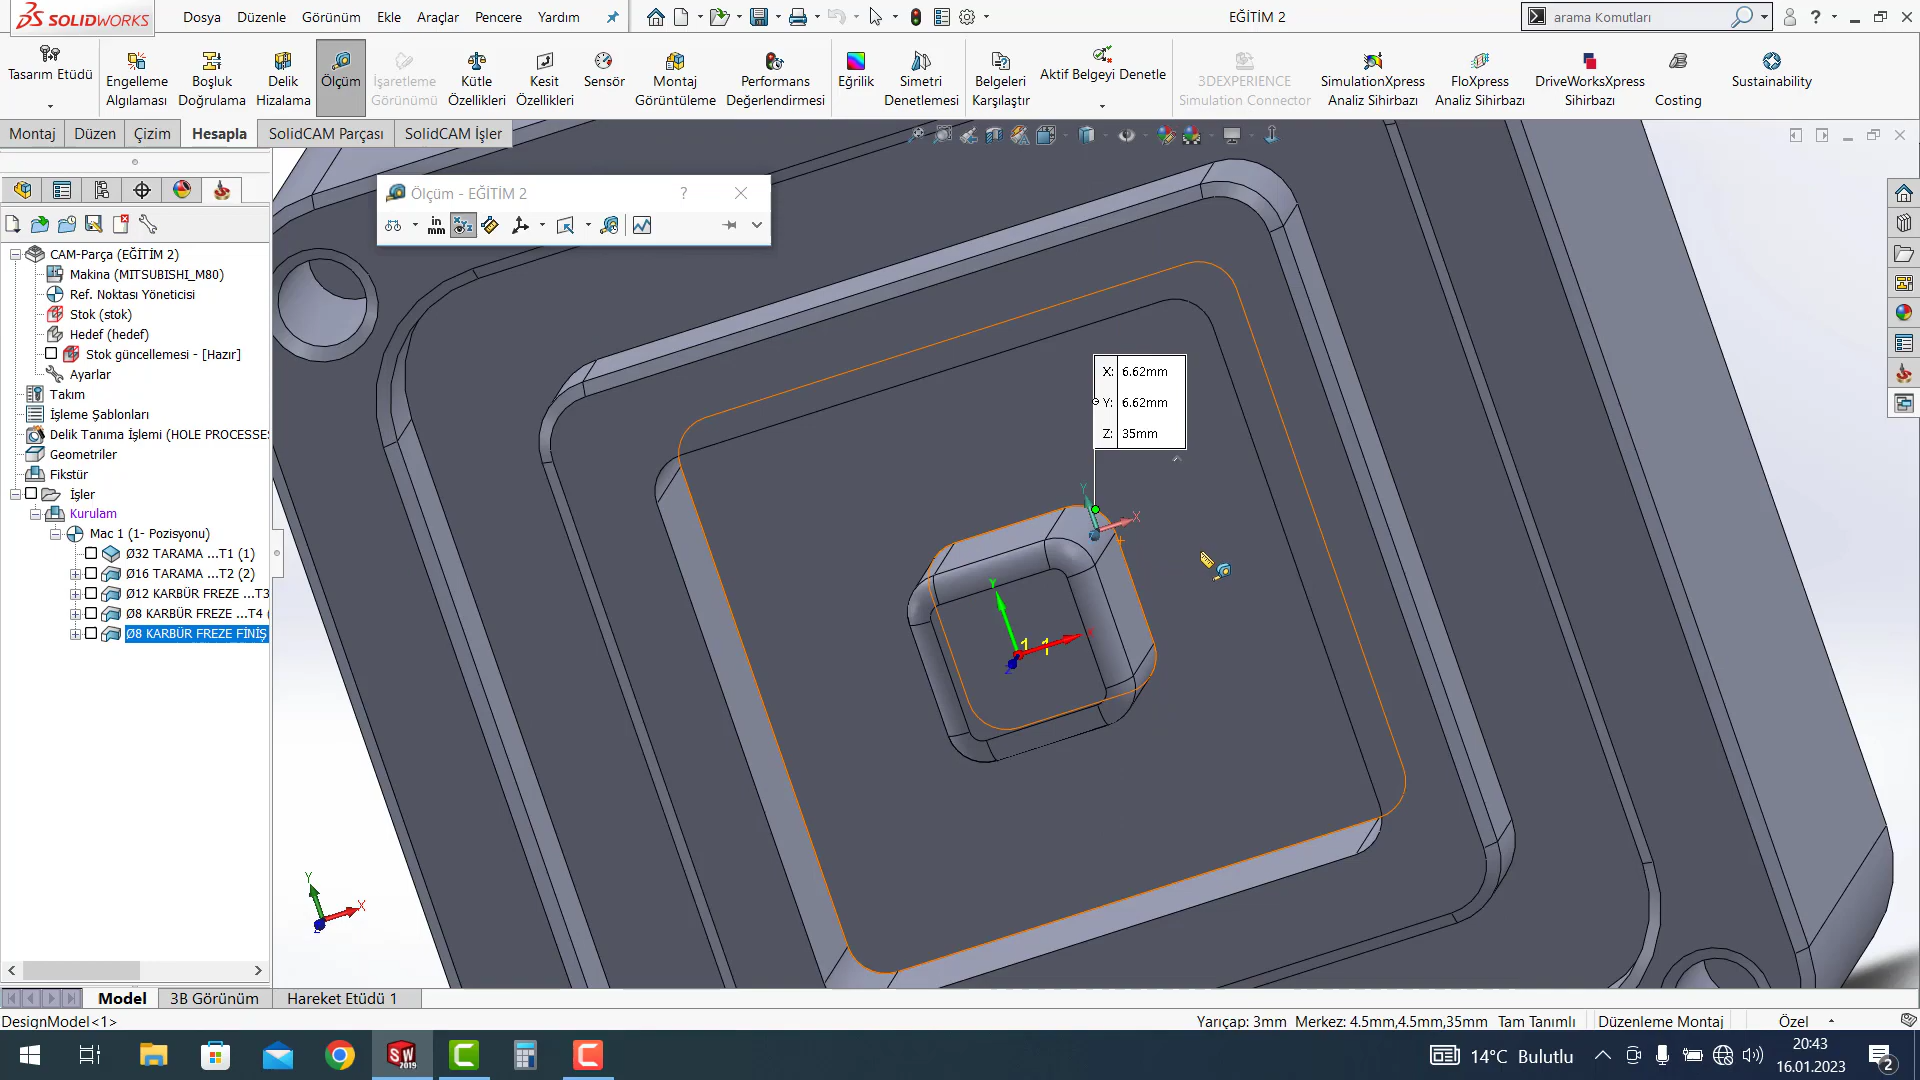 SOLIDWORKS
Dosya Düzenle Görünüm Ekle Araçlar Pencere Yardım
EĞİTİM 2
arama Komutları
Tasarım Etüdü
Engelleme Algılaması
Boşluk Doğrulama
Delik Hizalama
Ölçüm
İşaretleme Görünümü
Kütle Özellikleri
Kesit Özellikleri
Sensör
Montaj Görüntüleme
Performans Değerlendirmesi
Eğrilik
Simetri Denetlemesi
Belgeleri Karşılaştır
Aktif Belgeyi Denetle
3DEXPERIENCE Simulation Connector
SimulationXpress Analiz Sihirbazı
FloXpress Analiz Sihirbazı
DriveWorksXpress Sihirbazı
Costing
Sustainability
Montaj Düzen Çizim Hesapla SolidCAM Parçası SolidCAM İşler
Ölçüm - EĞİTİM 2 ?
in mm
CAM-Parça (EĞİTİM 2)
Makina (MITSUBISHI_M80)
Ref. Noktası Yöneticisi
Stok (stok)
Hedef (hedef)
Stok güncellemesi - [Hazır]
Ayarlar
Takım
İşleme Şablonları
Delik Tanıma İşlemi (HOLE PROCESSE
Geometriler
Fikstür
İşler
Kurulam
Mac 1 (1- Pozisyonu)
Ø32 TARAMA ...T1 (1)
Ø16 TARAMA ...T2 (2)
Ø12 KARBÜR FREZE ...T3
Ø8 KARBÜR FREZE ...T4 (
Ø8 KARBÜR FREZE FİNİŞ
X: 6.62mm
Y: 6.62mm
Z: 35mm
Y X
Y 1 1 X Z
Y X Z
Model 3B Görünüm Hareket Etüdü 1
DesignModel<1>
Yarıçap: 3mm Merkez: 4.5mm,4.5mm,35mm Tam Tanımlı Düzenleme Montaj Özel
SW 2019
14°C Bulutlu
20:43
16.01.2023
2